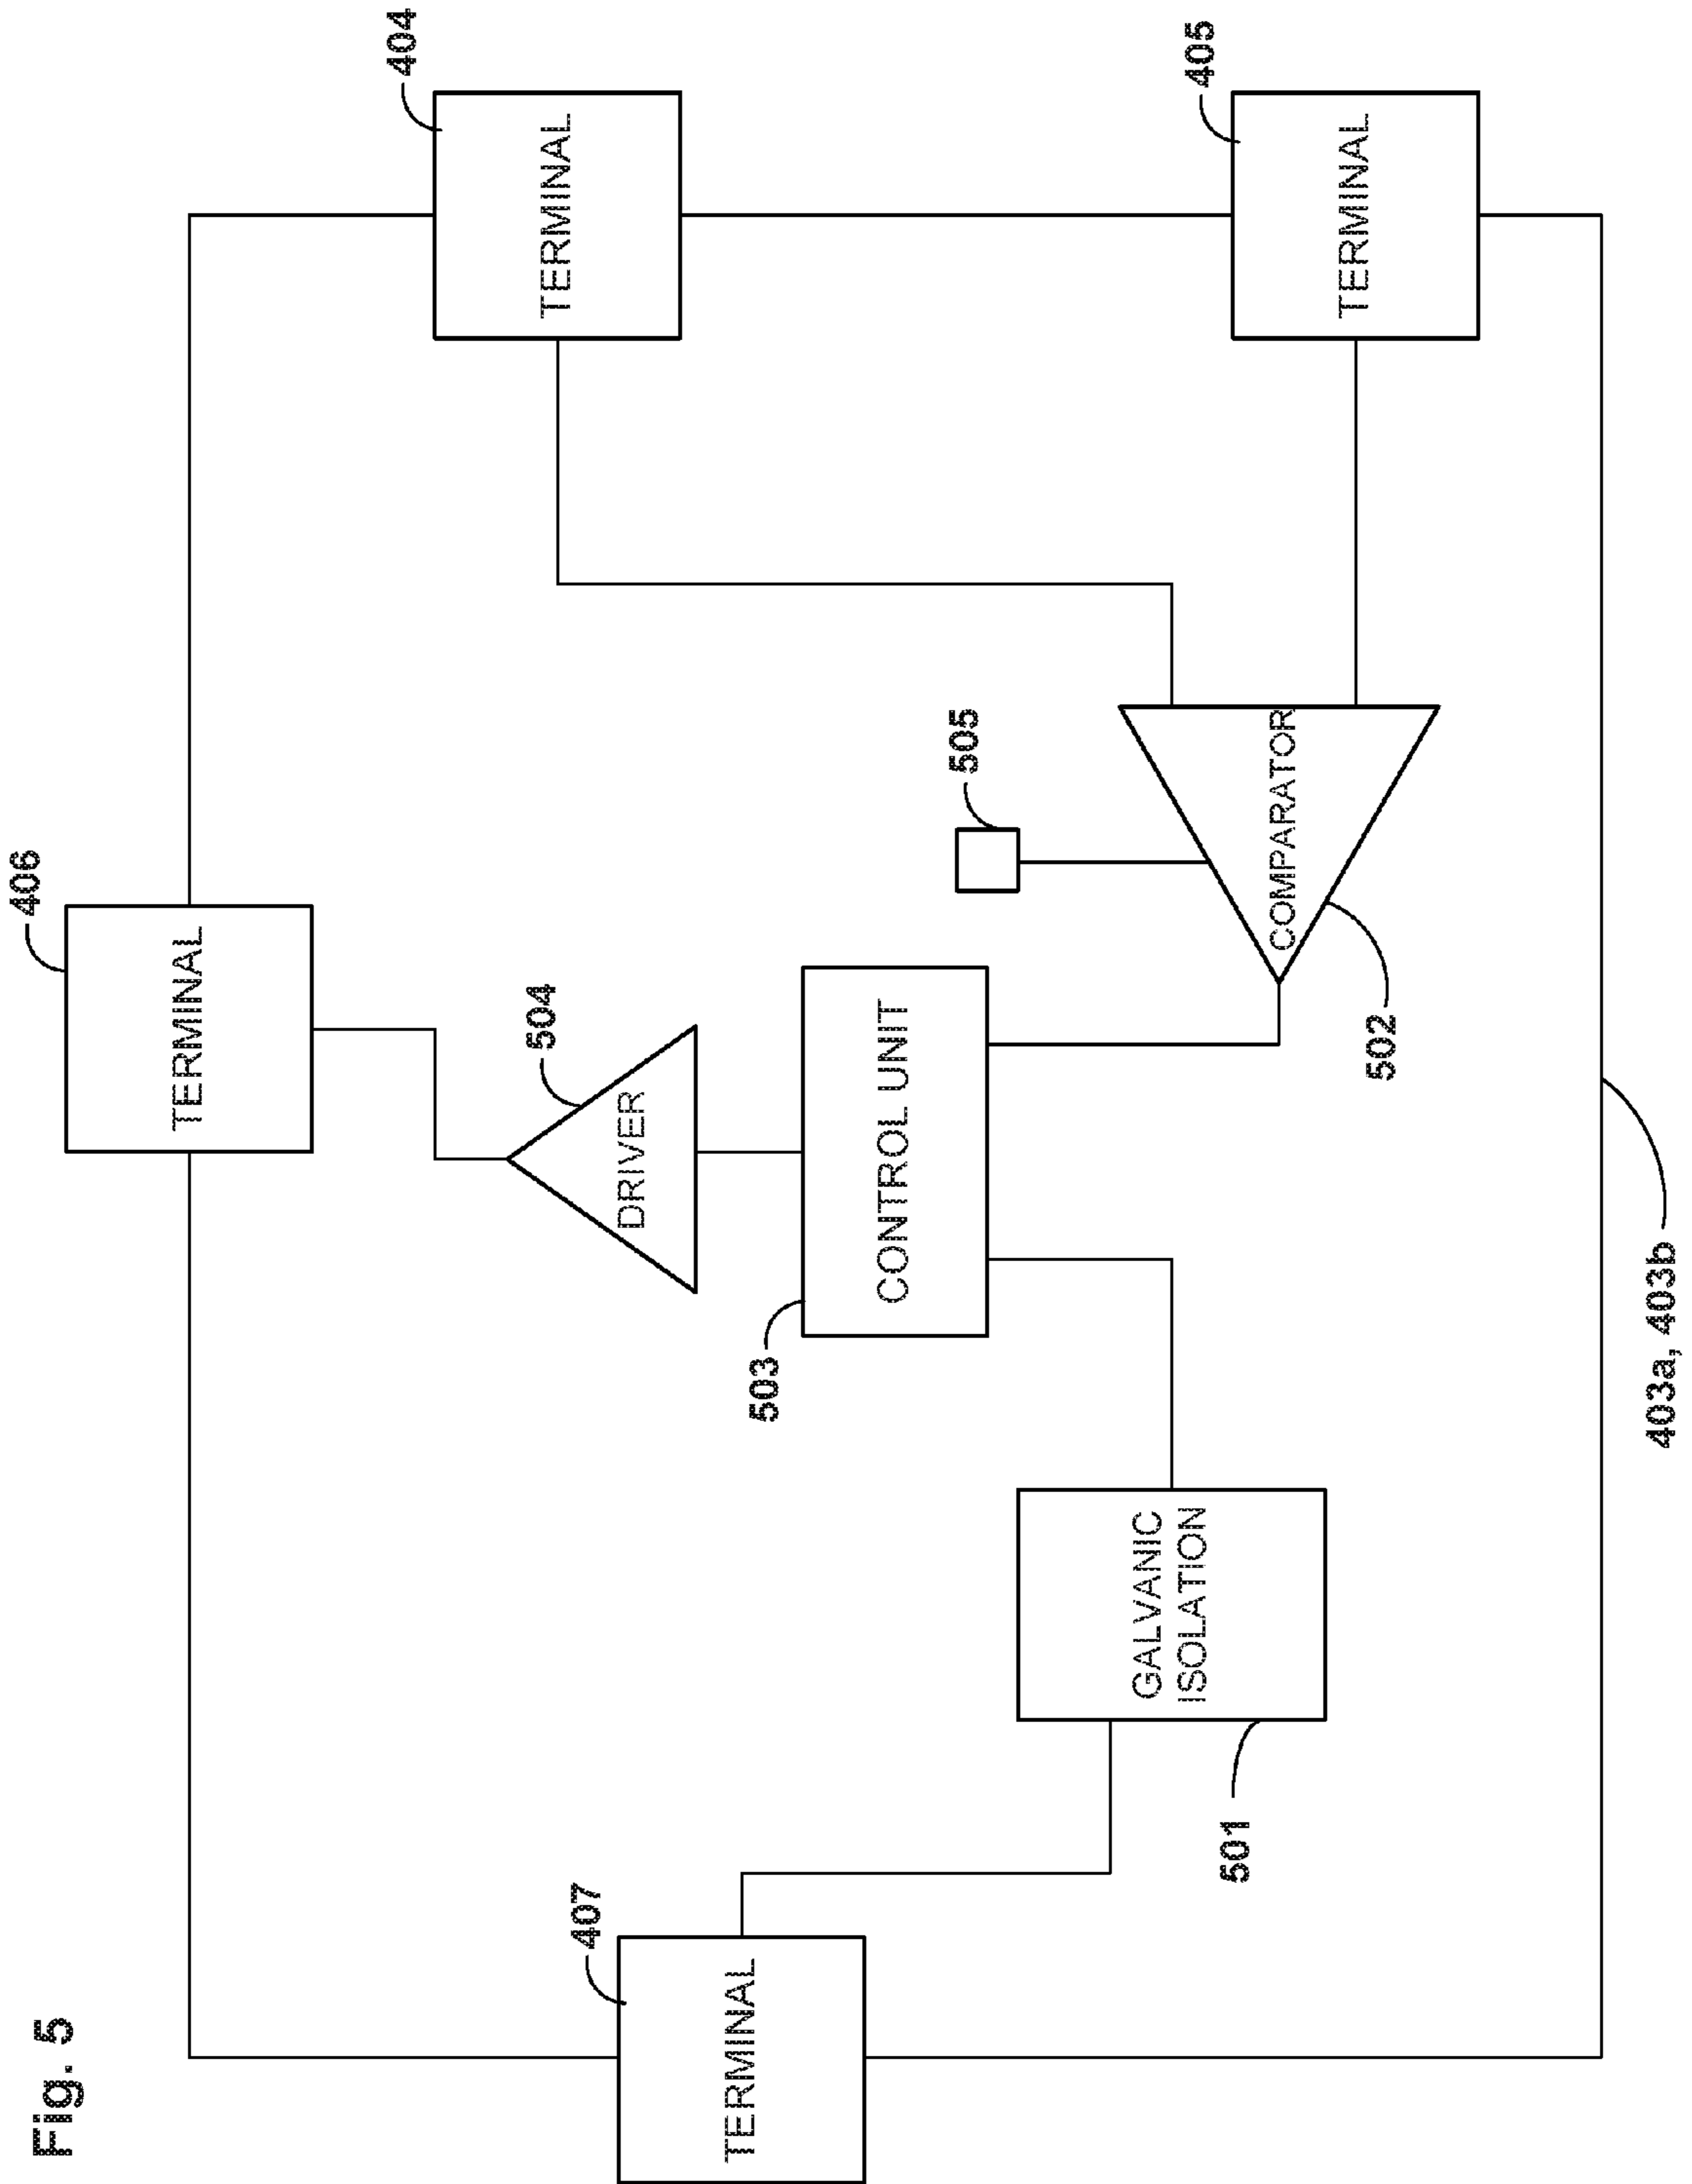 Fig. 5
407
TERMINAL
406
TERMINAL
404
TERMINAL
405
TERMINAL
504
DRIVER
503
CONTROL UNIT
505
COMPARATOR
502
GALVANIC
ISOLATION
501
403a, 403b